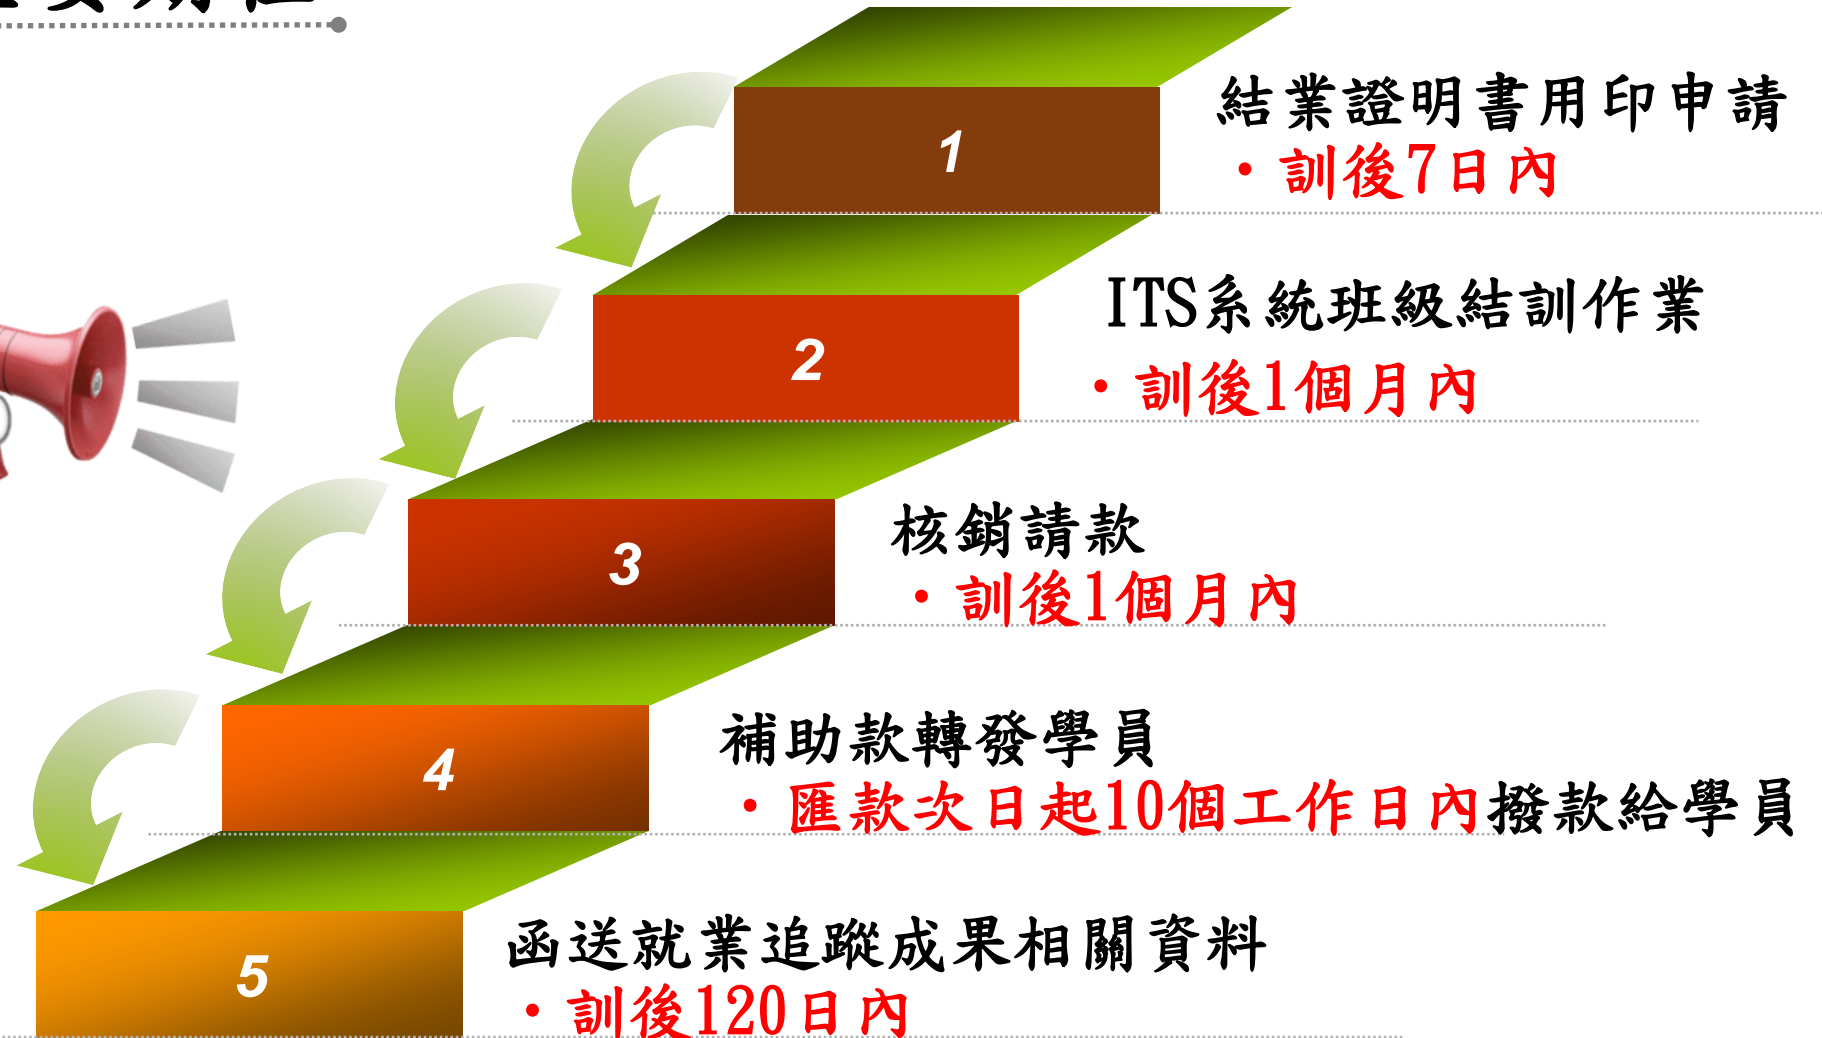 1
結業證明書用印申請
•訓後7日內
2
ITS系統班級結訓作業
•訓後1個月內
3
核銷請款
•訓後1個月內
4
補助款轉發學員
•匯款次日起10個工作日內撥款給學員
5
函送就業追蹤成果相關資料
•訓後120日內